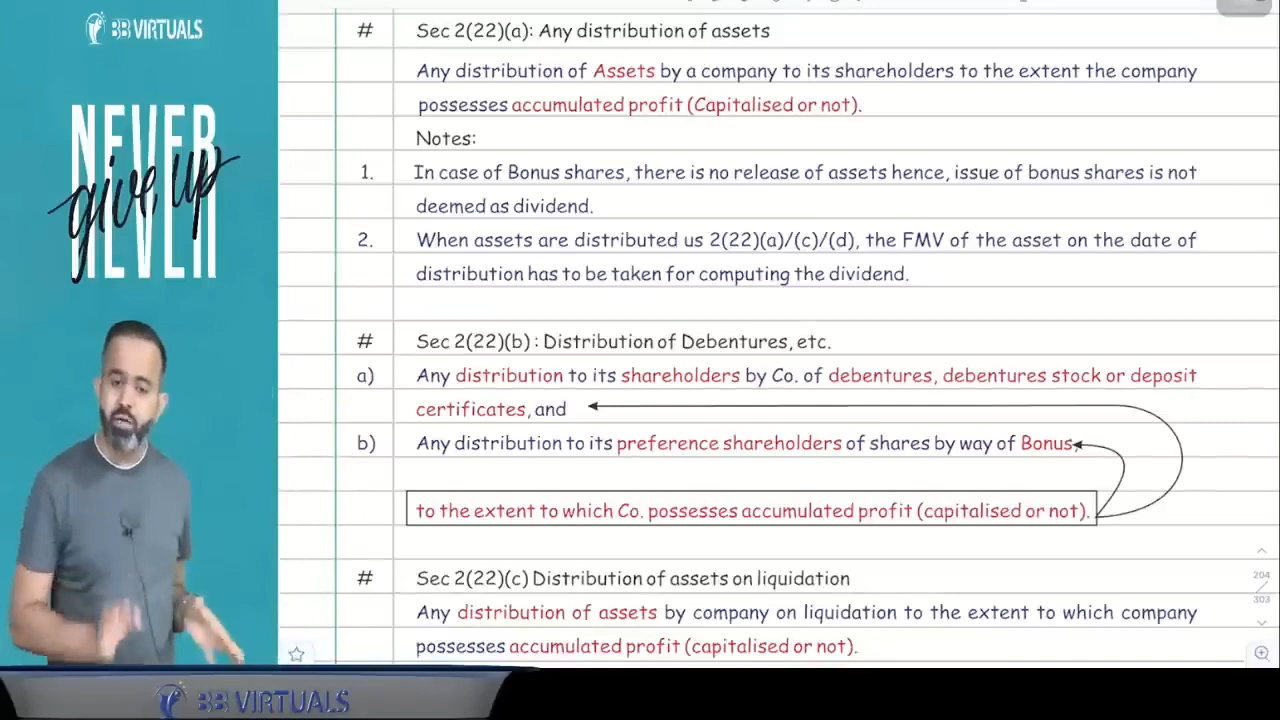 BB VIRTUALS
NEVER
give up
NEVER
# Sec 2(22)(a): Any distribution of assets
Any distribution of Assets by a company to its shareholders to the extent the company
possesses accumulated profit (Capitalised or not).
Notes:
1. In case of Bonus shares, there is no release of assets hence, issue of bonus shares is not
deemed as dividend.
2. When assets are distributed us 2(22)(a)/(c)/(d), the FMV of the asset on the date of
distribution has to be taken for computing the dividend.
# Sec 2(22)(b) : Distribution of Debentures, etc.
a) Any distribution to its shareholders by Co. of debentures, debentures stock or deposit
certificates, and
b) Any distribution to its preference shareholders of shares by way of Bonus,
to the extent to which Co. possesses accumulated profit (capitalised or not).
# Sec 2(22)(c) Distribution of assets on liquidation
Any distribution of assets by company on liquidation to the extent to which company
possesses accumulated profit (capitalised or not).
204
303
BB VIRTUALS